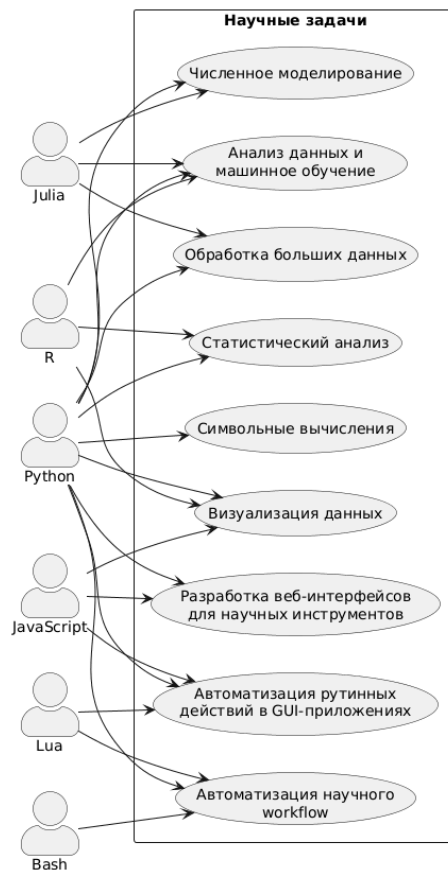 Научные задачи
Численное моделирование
Анализ данных и
машинное обучение
Julia
Обработка больших данных
R
Статистический анализ
Символьные вычисления
Python
Визуализация данных
Разработка веб-интерфейсов
для научных инструментов
JavaScript
Автоматизация рутинных
действий в GUI-приложениях
Lua
Автоматизация научного
workflow
Bash